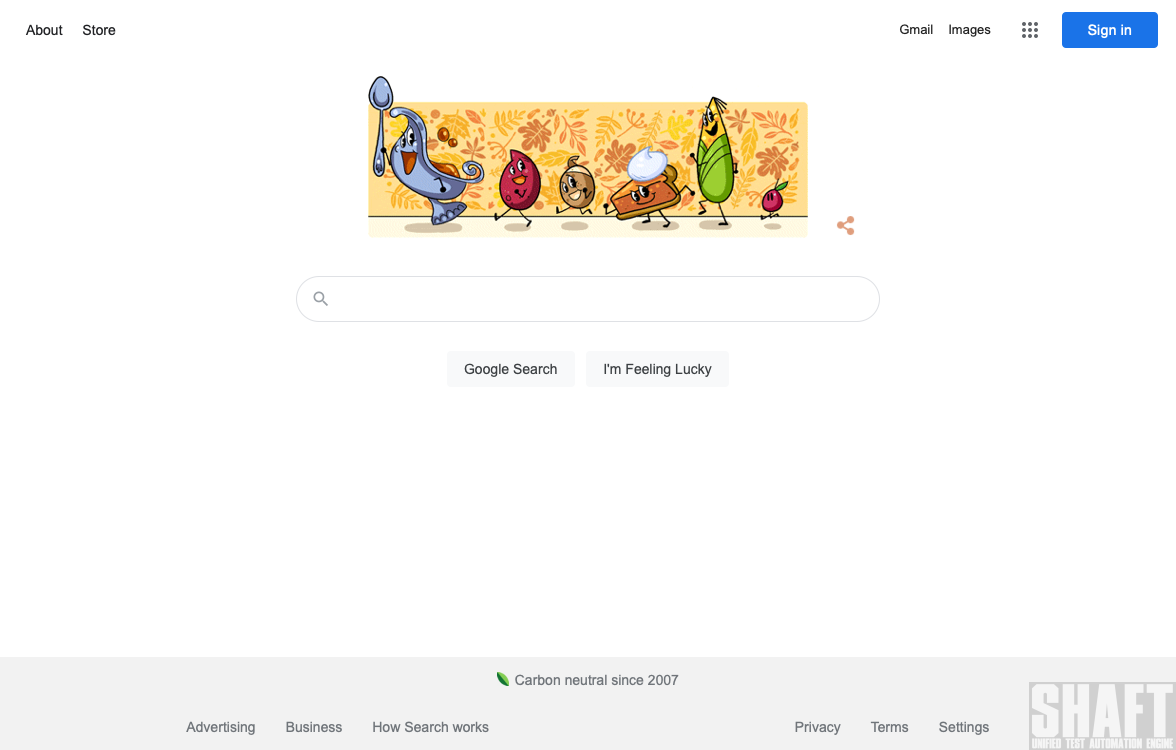 About Store Gmail Images Sign in
Google Search I'm Feeling Lucky
Carbon neutral since 2007
Advertising Business How Search works Privacy Terms Settings
SHAFT
UNIFIED TEST AUTOMATION ENGINE